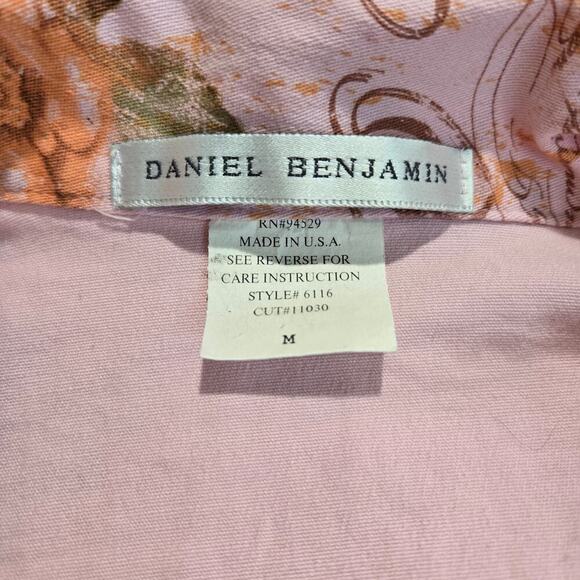 DANIEL BENJAMIN
RN#94529
MADE IN U.S.A.
SEE REVERSE FOR
CARE INSTRUCTION
STYLE# 6116
CUT#11030
M